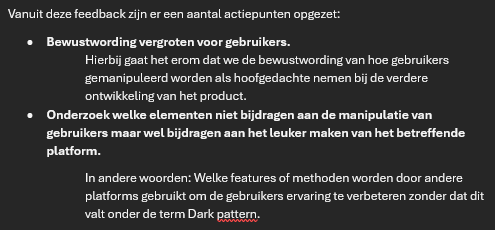 Vanuit deze feedback zijn er een aantal actiepunten opgezet:
• Bewustwording vergroten voor gebruikers.
Hierbij gaat het erom dat we de bewustwording van hoe gebruikers
gemanipuleerd worden als hoofgedachte nemen bij de verdere
ontwikkeling van het product.
• Onderzoek welke elementen niet bijdragen aan de manipulatie van
gebruikers maar wel bijdragen aan het leuker maken van het betreffende
platform.
In andere woorden: Welke features of methoden worden door andere
platforms gebruikt om de gebruikers ervaring te verbeteren zonder dat dit
valt onder de term Dark pattern.